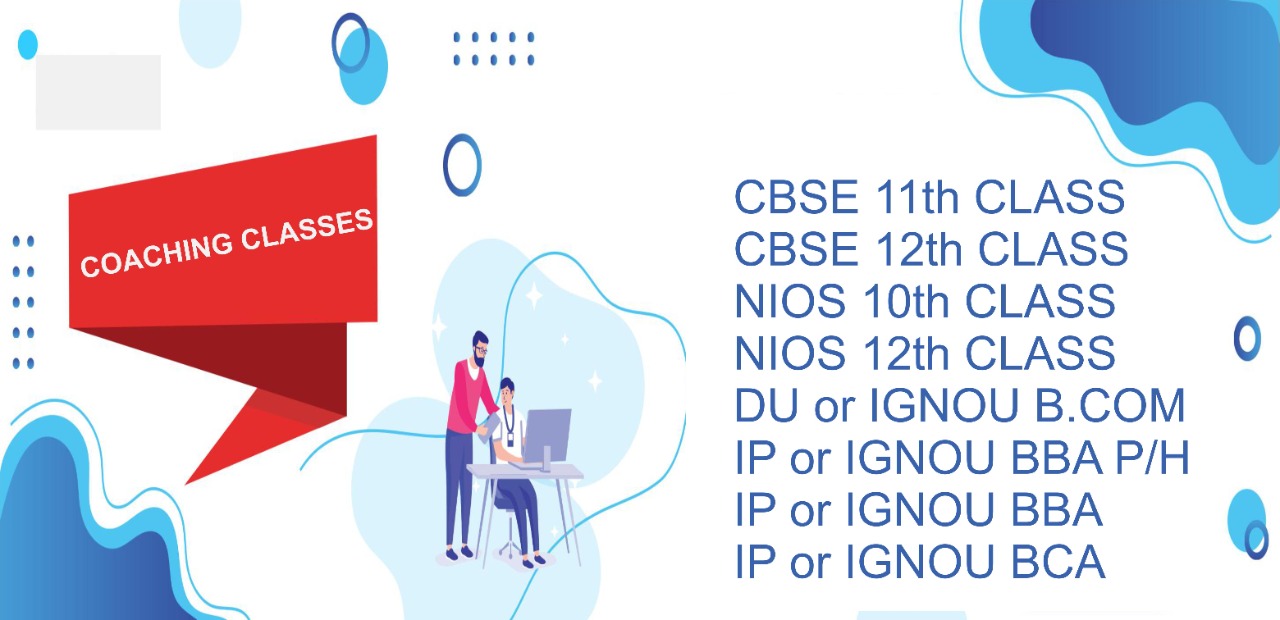 COACHING CLASSES
CBSE 11th CLASS
CBSE 12th CLASS
NIOS 10th CLASS
NIOS 12th CLASS
DU or IGNOU B.COM
IP or IGNOU BBA P/H
IP or IGNOU BBA
IP or IGNOU BCA